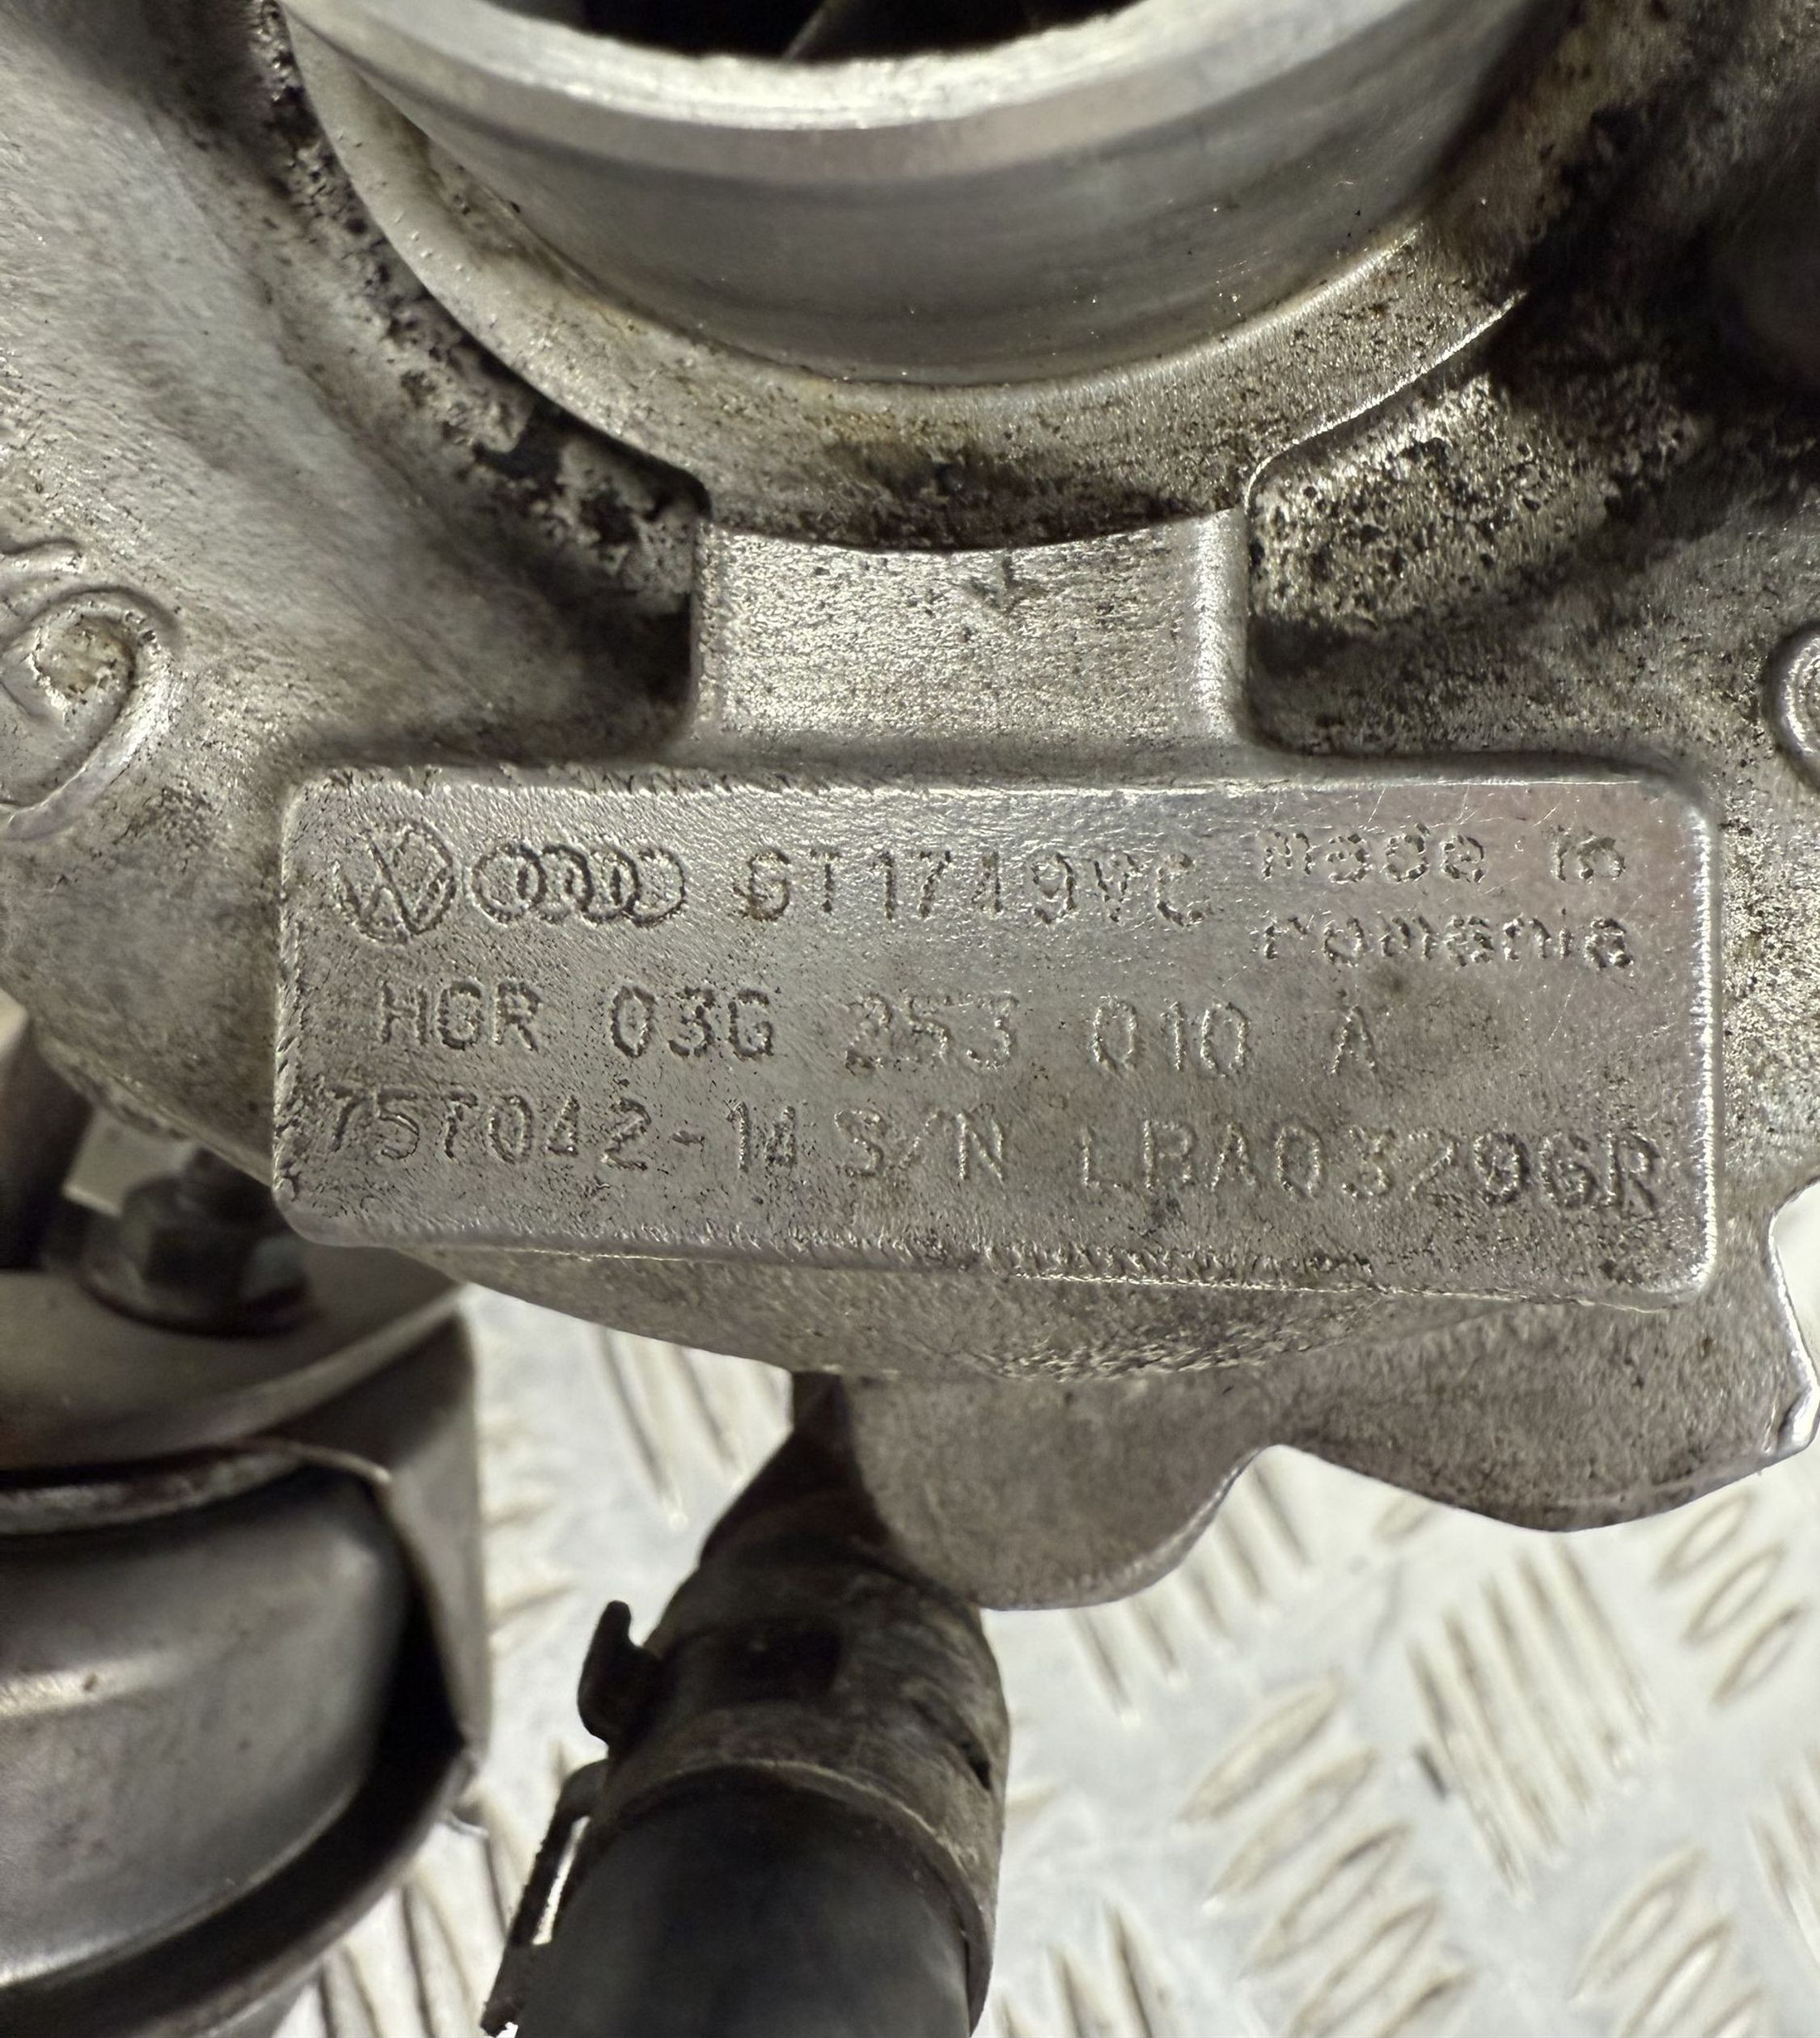 GT1749VC made in
romania
HGR 03G 253 010 A
757042-14 S/N LBA03296R